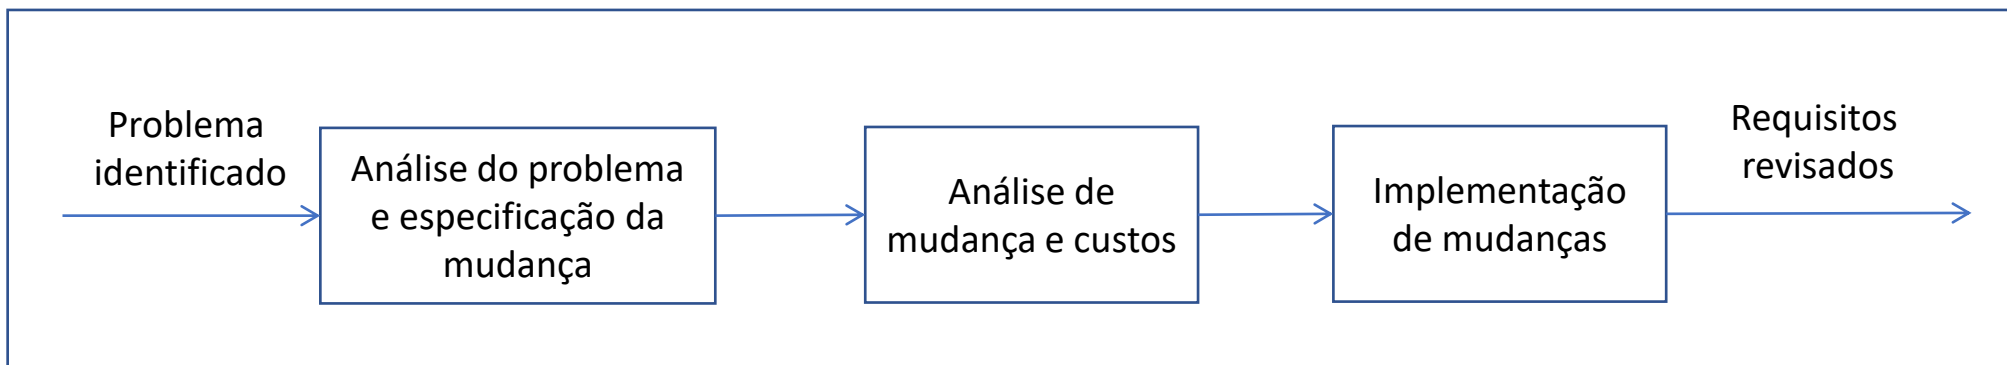 Problema
identificado
Análise do problema
e especificação da
mudança
Análise de
mudança e custos
Implementação
de mudanças
Requisitos
revisados